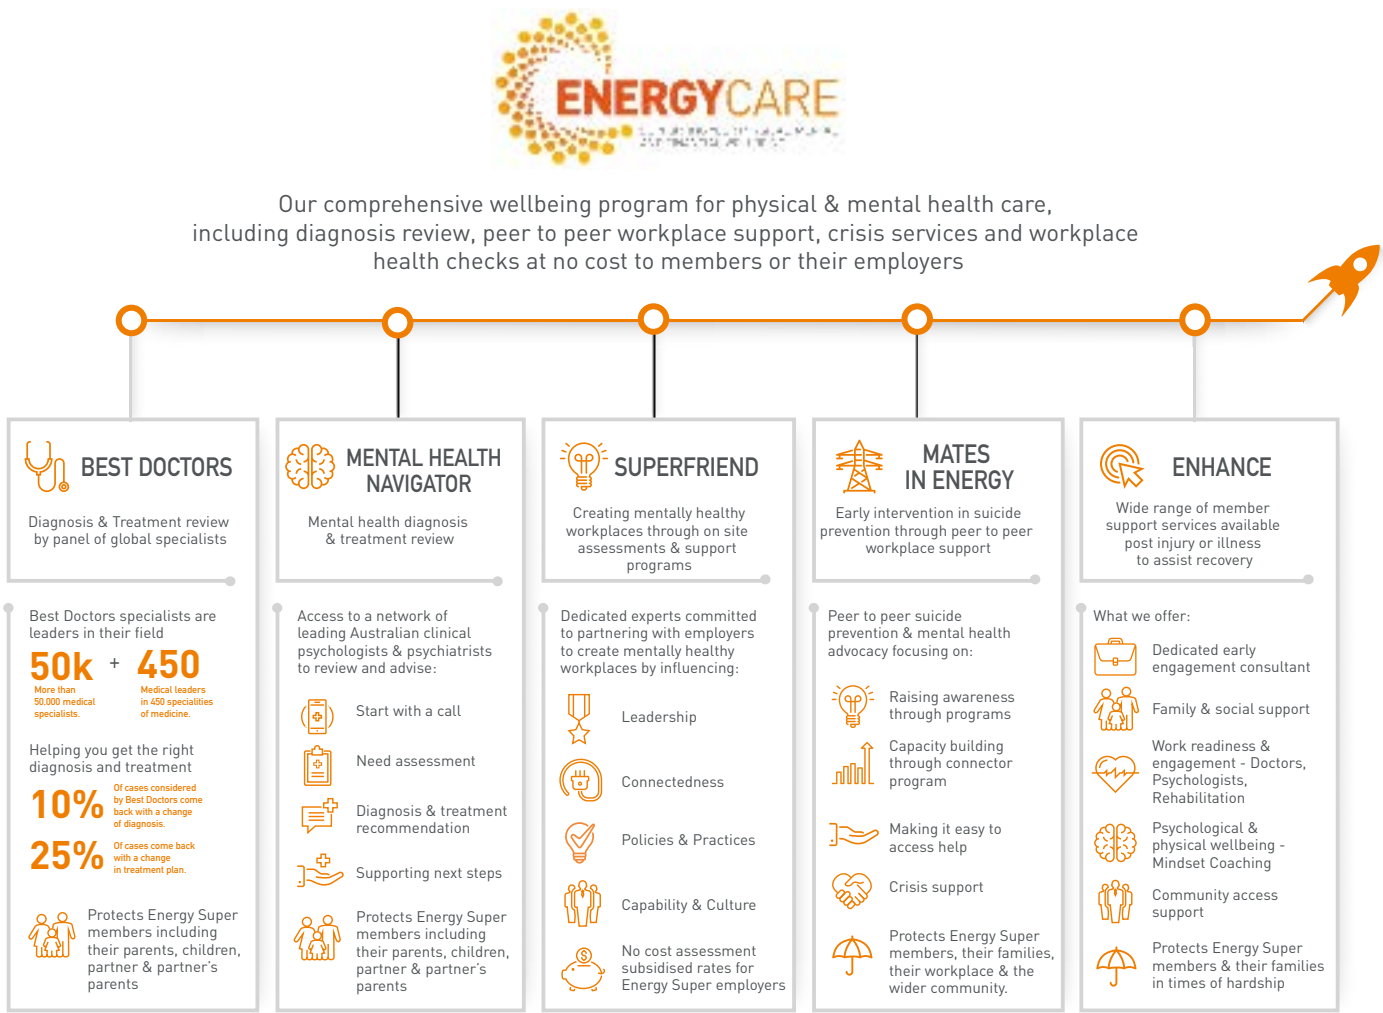 ENERGYCARE
Our comprehensive wellbeing program for physical & mental health care,
including diagnosis review, peer to peer workplace support, crisis services and workplace
health checks at no cost to members or their employers
BEST DOCTORS
Diagnosis & Treatment review
by panel of global specialists
Best Doctors specialists are
leaders in their field
50k + 450
More than
50.000 medical
specialists.
Medical leaders
in 450 specialities
of medicine.
Helping you get the right
diagnosis and treatment
10%
Of cases considered
by Best Doctors come
back with a change
of diagnosis.
25%
Of cases come back
with a change
in treatment plan.
Protects Energy Super
members including
their parents, children,
partner & partner's
parents
MENTAL HEALTH
NAVIGATOR
Mental health diagnosis
& treatment review
Access to a network of
leading Australian clinical
psychologists & psychiatrists
to review and advise:
Start with a call
Need assessment
Diagnosis & treatment
recommendation
Supporting next steps
Protects Energy Super
members including
their parents, children,
partner & partner's
parents
SUPERFRIEND
Creating mentally healthy
workplaces through on site
assessments & support
programs
Dedicated experts committed
to partnering with employers
to create mentally healthy
workplaces by influencing:
Leadership
Connectedness
Policies & Practices
Capability & Culture
No cost assessment
subsidised rates for
Energy Super employers
MATES
IN ENERGY
Early intervention in suicide
prevention through peer to peer
workplace support
Peer to peer suicide
prevention & mental health
advocacy focusing on:
Raising awareness
through programs
Capacity building
through connector
program
Making it easy to
access help
Crisis support
Protects Energy Super
members, their families,
their workplace & the
wider community.
ENHANCE
Wide range of member
support services available
post injury or illness
to assist recovery
What we offer:
Dedicated early
engagement consultant
Family & social support
Work readiness &
engagement - Doctors,
Psychologists,
Rehabilitation
Psychological &
physical wellbeing -
Mindset Coaching
Community access
support
Protects Energy Super
members & their families
in times of hardship